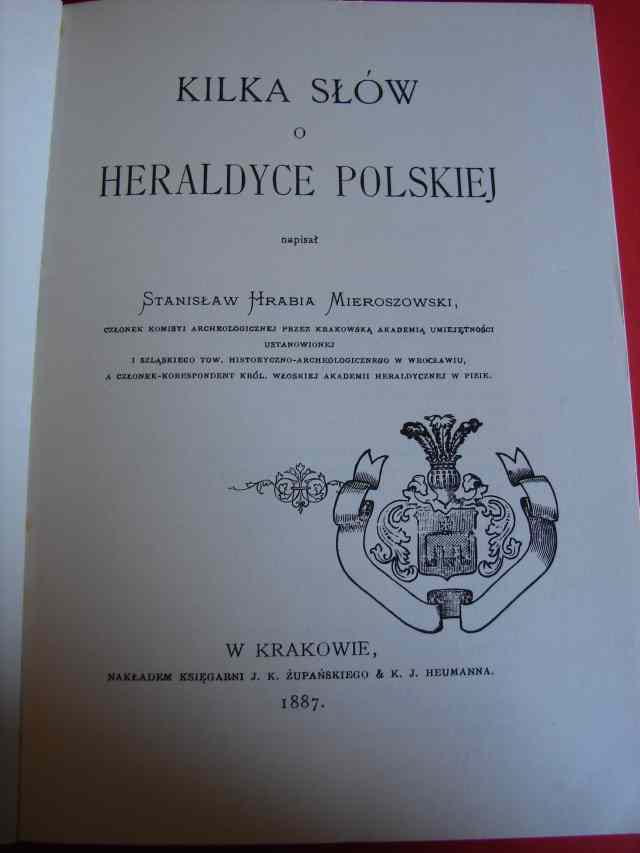 KILKA SŁÓW
O
HERALDYCE POLSKIEJ
napisał
STANISŁAW HRABIA MIEROSZOWSKI,
CZŁONEK KOMISYI ARCHEOLOGICZNEJ PRZEZ KRAKOWSKĄ AKADEMIĄ UMIEJĘTNOŚCI
USTANOWIONEJ
I SZLĄSKIEGO TOW. HISTORYCZNO-ARCHEOLOGICZNEGO W WROCŁAWIU,
A CZŁONEK-KORESPONDENT KRÓL. WŁOSKIEJ AKADEMII HERALDYCZNEJ W PIZIE.
W KRAKOWIE,
NAKŁADEM KSIĘGARNI J. K. ŻUPAŃSKIEGO & K. J. HEUMANNA.
1887.